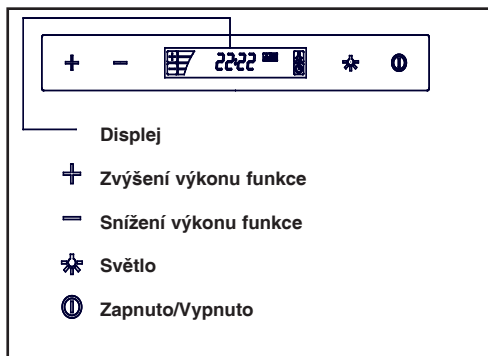 + − 22:22
Displej
+ Zvýšení výkonu funkce
− Snížení výkonu funkce
Světlo
Zapnuto/Vypnuto